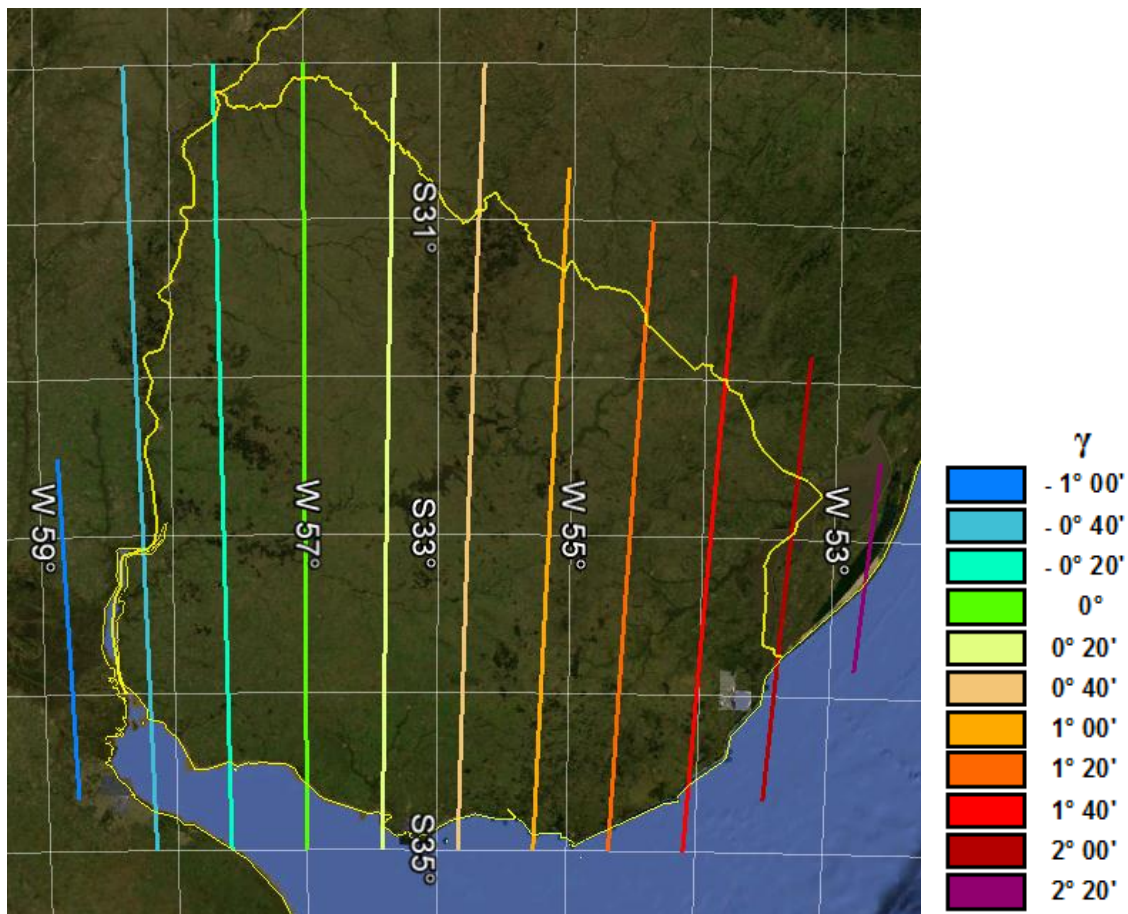 S31°
W 59°
W 57°
S33°
W 55°
W 53°
S35°
γ
- 1° 00'
- 0° 40'
- 0° 20'
0°
0° 20'
0° 40'
1° 00'
1° 20'
1° 40'
2° 00'
2° 20'